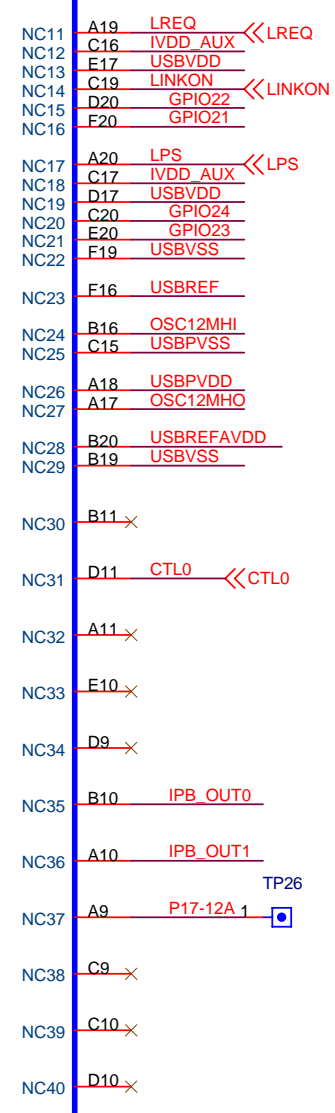 NC11 A19 LREQ LREQ
NC12 C16 IVDD_AUX
NC13 E17 USBVDD
NC14 C19 LINKON LINKON
NC15 D20 GPIO22
NC16 F20 GPIO21
NC17 A20 LPS LPS
NC18 C17 IVDD_AUX
NC19 D17 USBVDD
NC20 C20 GPIO24
NC21 E20 GPIO23
NC22 F19 USBVSS
NC23 F16 USBREF
NC24 B16 OSC12MHI
NC25 C15 USBPVSS
NC26 A18 USBPVDD
NC27 A17 OSC12MHO
NC28 B20 USBREFAVDD
NC29 B19 USBVSS
NC30 B11
NC31 D11 CTL0 CTL0
NC32 A11
NC33 E10
NC34 D9
NC35 B10 IPB_OUT0
NC36 A10 IPB_OUT1
TP26
NC37 A9 P17-12A 1
NC38 C9
NC39 C10
NC40 D10